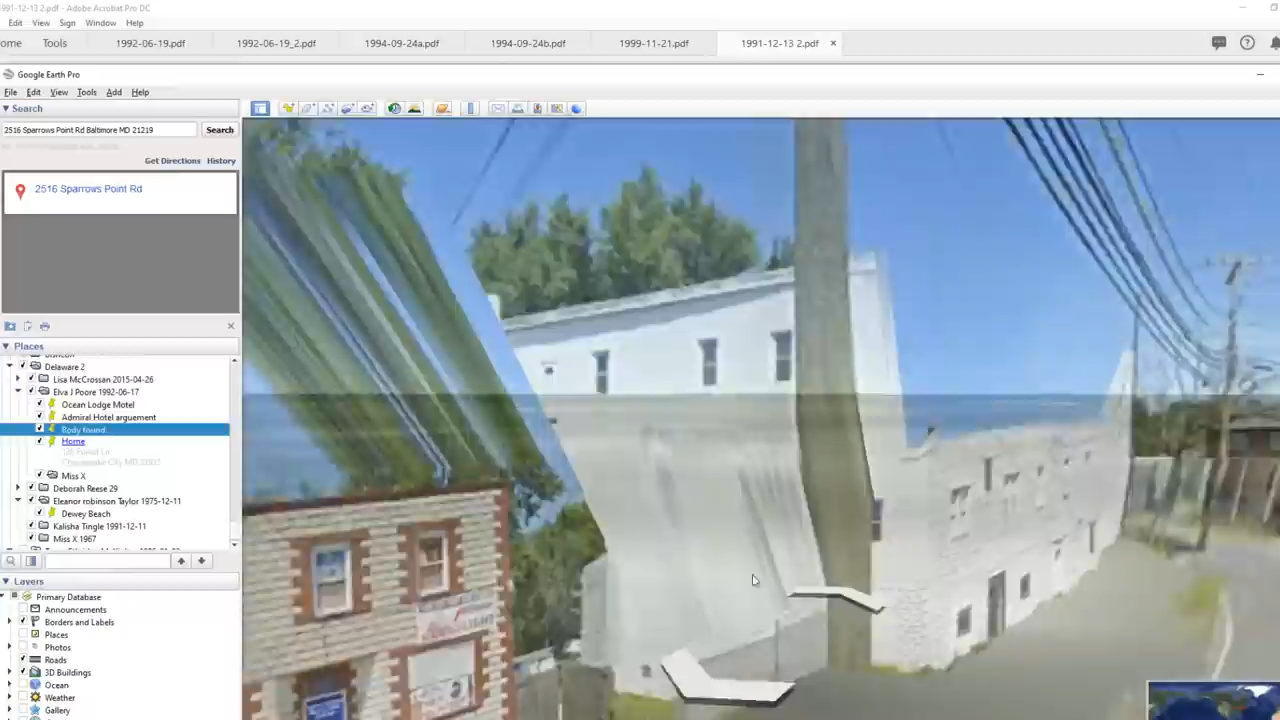 1991-12-13 2.pdf - Adobe Acrobat Pro DC
Edit View Sign Window Help
ome Tools 1992-06-19.pdf 1992-06-19_2.pdf 1994-09-24a.pdf 1994-09-24b.pdf 1999-11-21.pdf 1991-12-13 2.pdf ×
Google Earth Pro
File Edit View Tools Add Help
Search
2516 Sparrows Point Rd Baltimore MD 21219 Search
Get Directions History
2516 Sparrows Point Rd
Places
Delaware 2
Lisa McCrossan 2015-04-26
Elva J Poore 1992-06-17
Ocean Lodge Motel
Admiral Hotel arguement
Body found
Home
Chesapeake City MD
Miss X
Deborah Reese 29
Eleanor robinson Taylor 1975-12-11
Dewey Beach
Kalisha Tingle 1991-12-11
Miss X 1967
Layers
Primary Database
Announcements
Borders and Labels
Places
Photos
Roads
3D Buildings
Ocean
Weather
Gallery